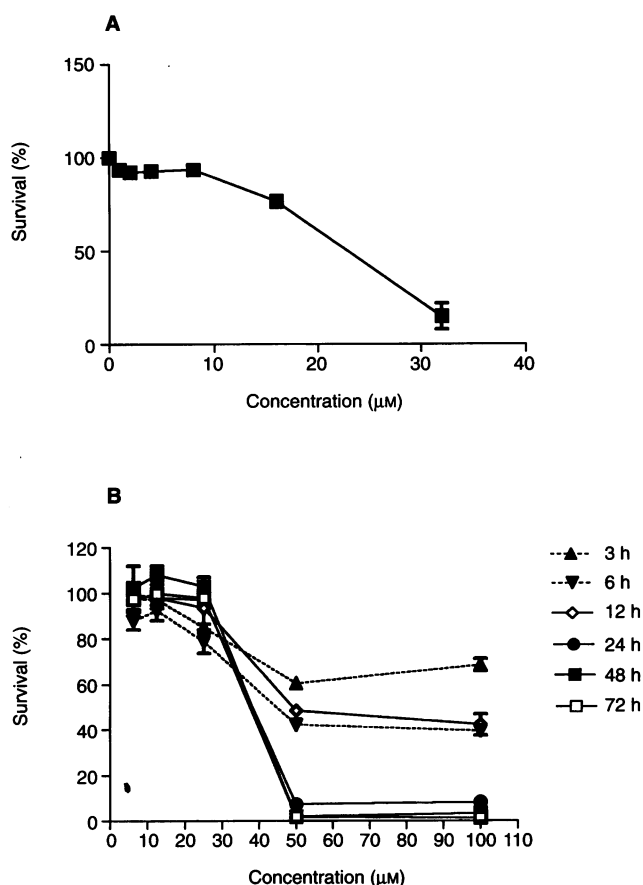 A
150
100
50
0
Survival (%)
0 10 20 30 40
Concentration (μM)
B
120
100
80
60
40
20
0
Survival (%)
0 10 20 30 40 50 60 70 80 90 100 110
Concentration (μM)
3 h
6 h
12 h
24 h
48 h
72 h